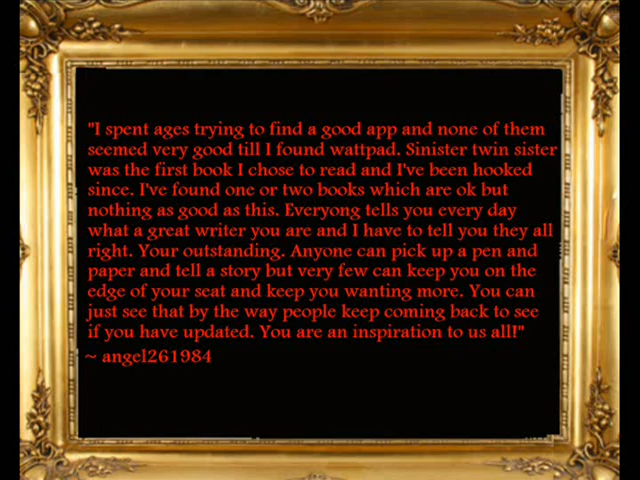 "I spent ages trying to find a good app and none of them
seemed very good till I found wattpad. Sinister twin sister
was the first book I chose to read and I've been hooked
since. I've found one or two books which are ok but
nothing as good as this. Everyong tells you every day
what a great writer you are and I have to tell you they all
right. Your outstanding. Anyone can pick up a pen and
paper and tell a story but very few can keep you on the
edge of your seat and keep you wanting more. You can
just see that by the way people keep coming back to see
if you have updated. You are an inspiration to us all!"
~ angel261984